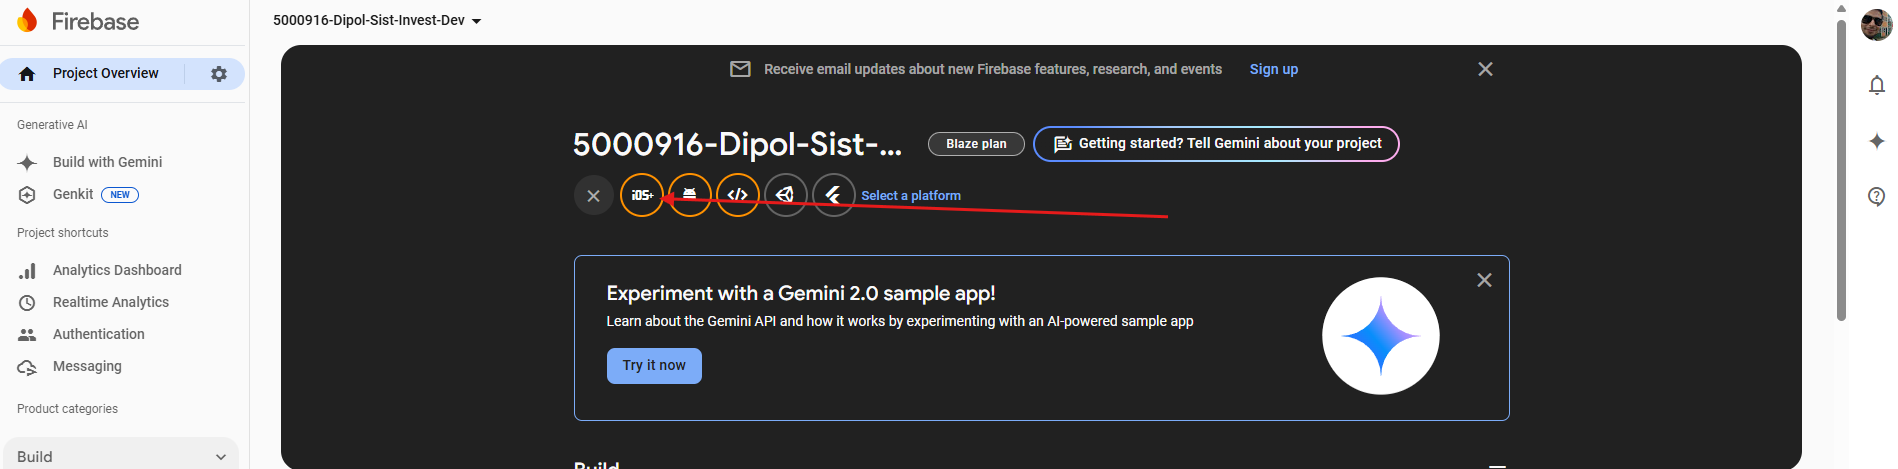 Firebase
Project Overview
Generative AI
Build with Gemini
Genkit NEW
Project shortcuts
Analytics Dashboard
Realtime Analytics
Authentication
Messaging
Product categories
Build
5000916-Dipol-Sist-Invest-Dev
Receive email updates about new Firebase features, research, and events Sign up
5000916-Dipol-Sist-... Blaze plan Getting started? Tell Gemini about your project
iOS+ </> Select a platform
Experiment with a Gemini 2.0 sample app!
Learn about the Gemini API and how it works by experimenting with an AI-powered sample app
Try it now
Build